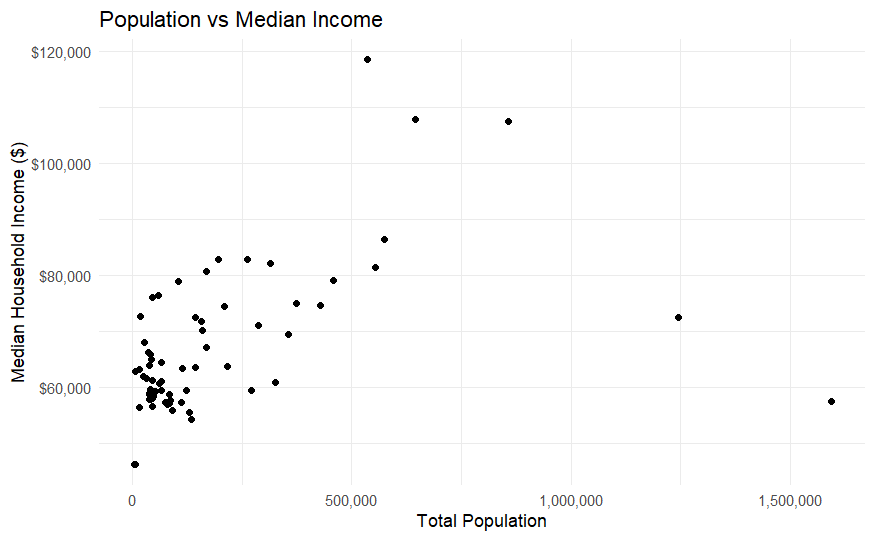 Population vs Median Income
$120,000
$100,000
$80,000
$60,000
Median Household Income ($)
0
500,000
1,000,000
1,500,000
Total Population